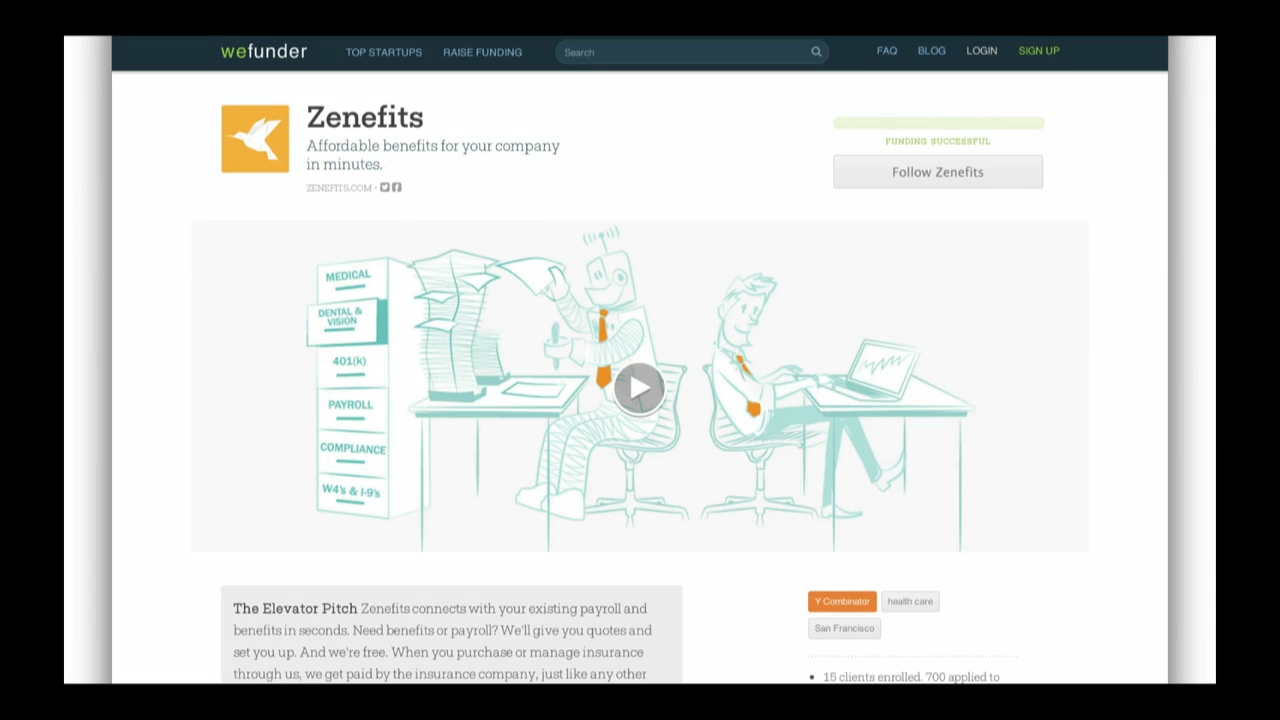 wefunder
TOP STARTUPS
RAISE FUNDING
Search
FAQ
BLOG
LOGIN
SIGN UP
Zenefits
Affordable benefits for your company
in minutes.
ZENEFITS.COM •
FUNDING SUCCESSFUL
Follow Zenefits
MEDICAL
DENTAL &
VISION
401(k)
PAYROLL
COMPLIANCE
W4's & I-9's
The Elevator Pitch Zenefits connects with your existing payroll and
benefits in seconds. Need benefits or payroll? We'll give you quotes and
set you up. And we're free. When you purchase or manage insurance
through us, we get paid by the insurance company, just like any other
Y Combinator
health care
San Francisco
• 15 clients enrolled. 700 applied to